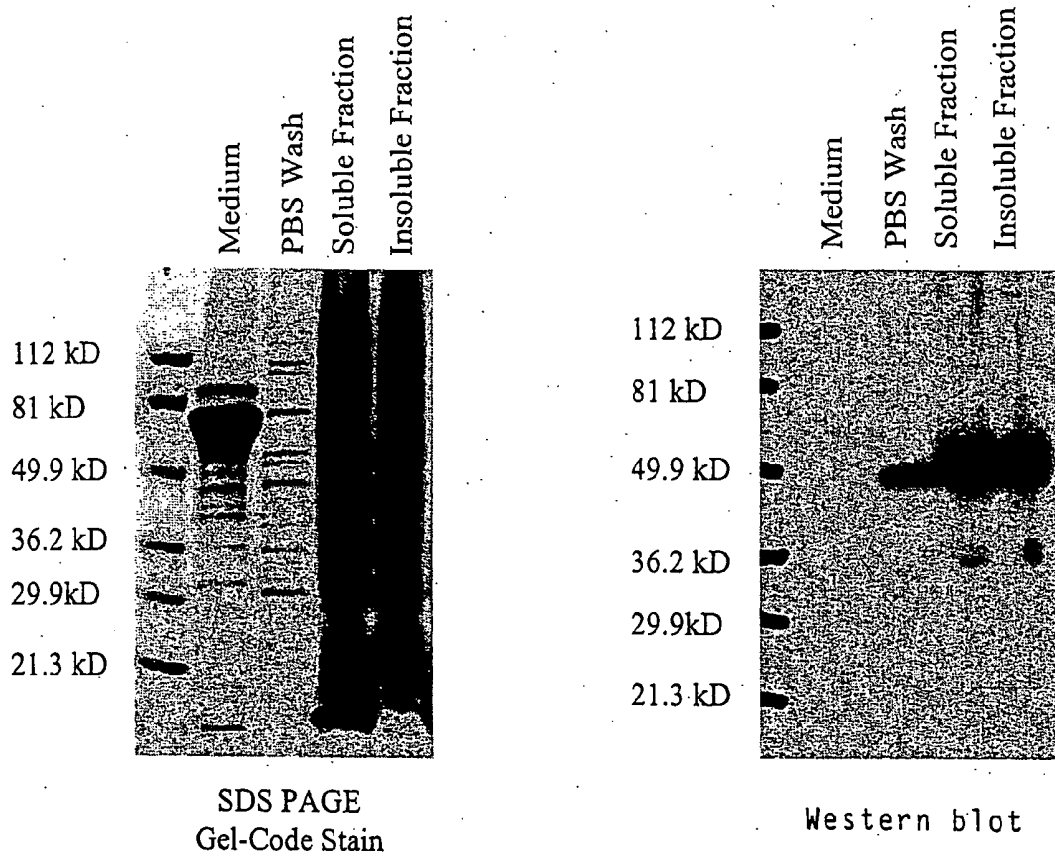 Medium
PBS Wash
Soluble Fraction
Insoluble Fraction
112 kD
81 kD
49.9 kD
36.2 kD
29.9kD
21.3 kD
SDS PAGE
Gel-Code Stain
Medium
PBS Wash
Soluble Fraction
Insoluble Fraction
112 kD
81 kD
49.9 kD
36.2 kD
29.9kD
21.3 kD
Western blot